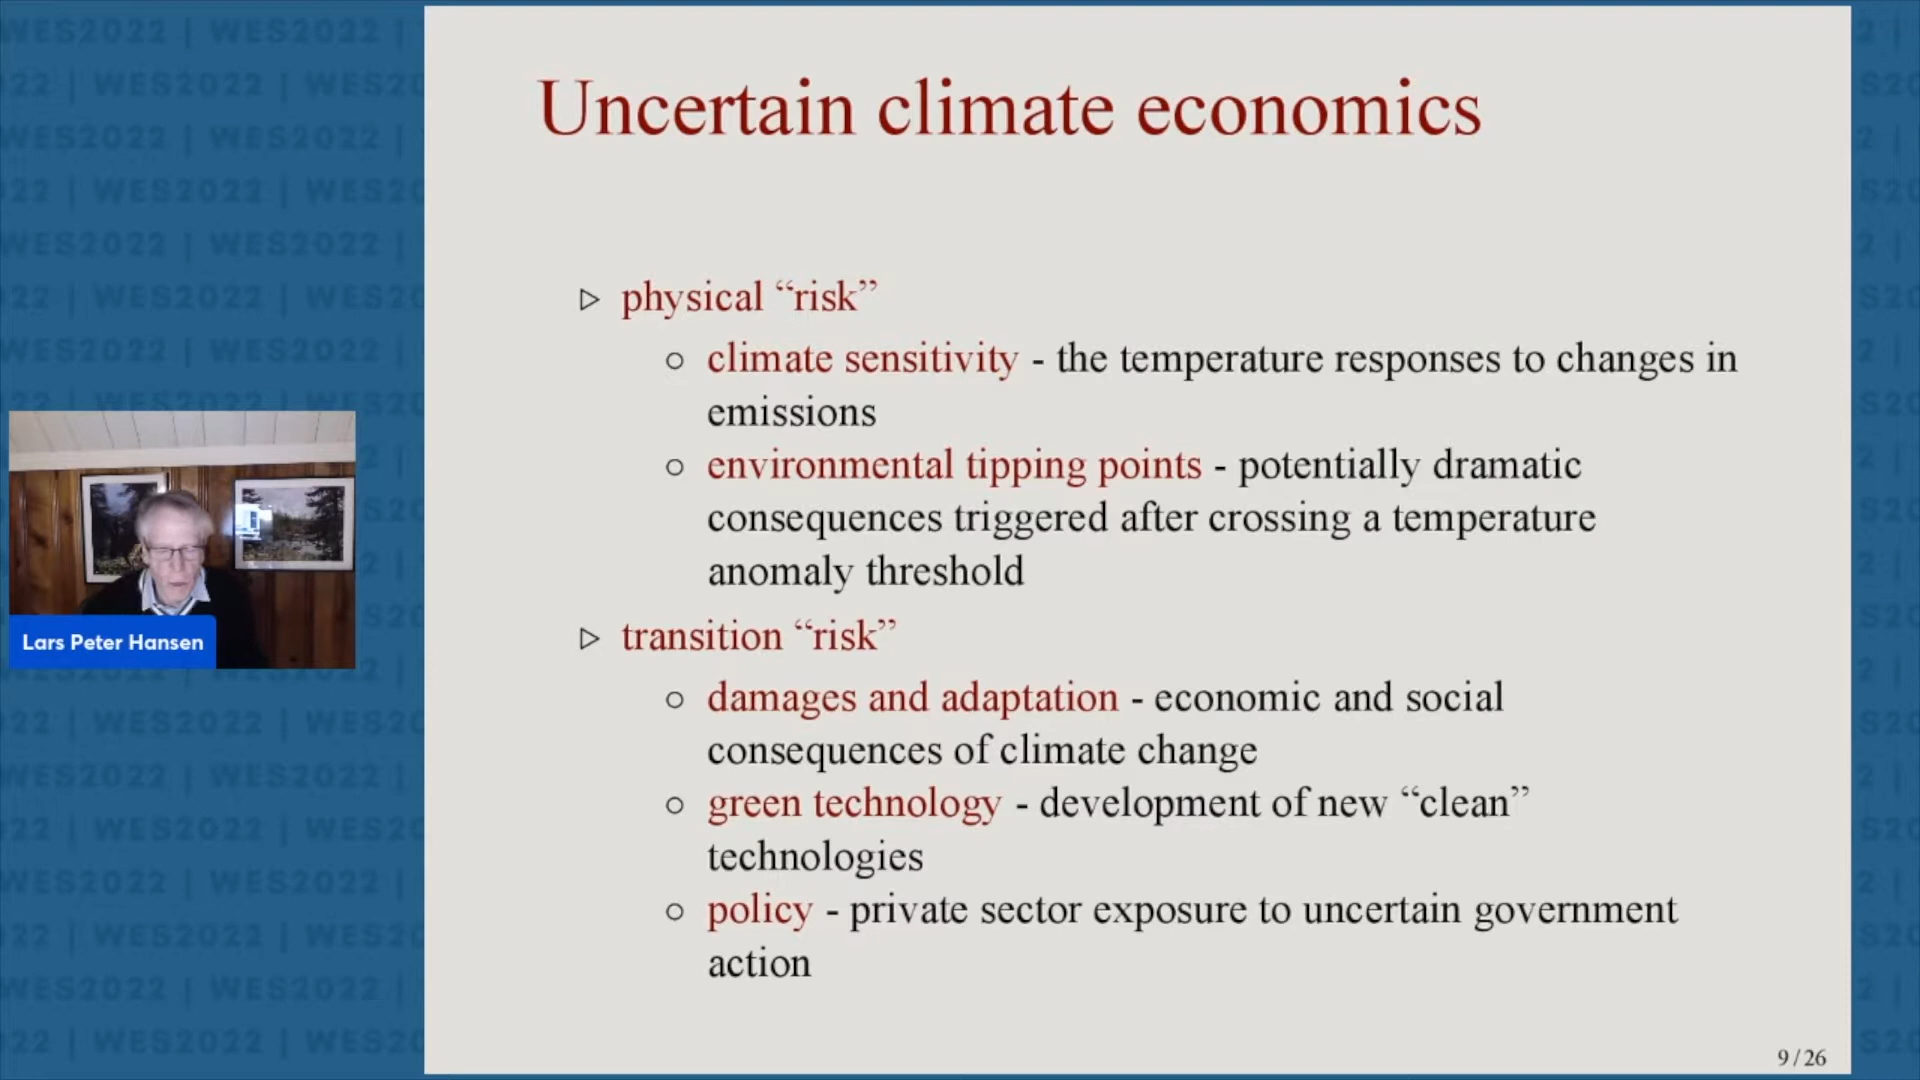 WES2022 | WES2022 |
Uncertain climate economics
▷ physical “risk”
○ climate sensitivity - the temperature responses to changes in
emissions
○ environmental tipping points - potentially dramatic
consequences triggered after crossing a temperature
anomaly threshold
▷ transition “risk”
○ damages and adaptation - economic and social
consequences of climate change
○ green technology - development of new “clean”
technologies
○ policy - private sector exposure to uncertain government
action
9 / 26
Lars Peter Hansen